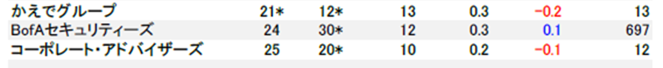 かえでグループ 21* 12* 13 0.3 -0.2 13
BofAセキュリティーズ 24 30* 12 0.3 0.1 697
コーポレート・アドバイザーズ 25 20* 10 0.2 -0.1 12